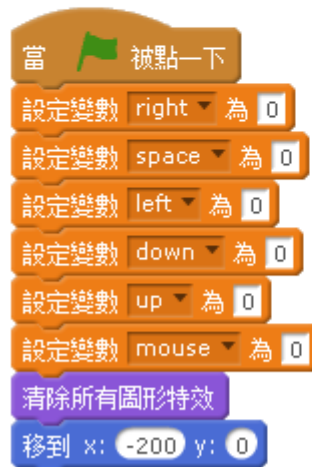 當 被點一下
設定變數 right 為 0
設定變數 space 為 0
設定變數 left 為 0
設定變數 down 為 0
設定變數 up 為 0
設定變數 mouse 為 0
清除所有圖形特效
移到 x: -200 y: 0